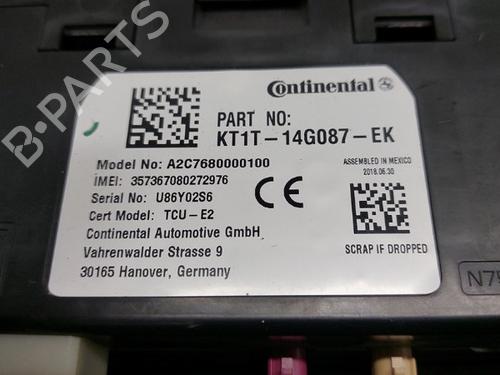 B-PARTS
Continental
PART NO:
KT1T-14G087-EK
Model No: A2C7680000100
IMEI: 357367080272976
Serial No: U86Y02S6
Cert Model: TCU-E2
Continental Automotive GmbH
Vahrenwalder Strasse 9
30165 Hanover, Germany
CE
ASSEMBLED IN MEXICO
2018.06.30
SCRAP IF DROPPED